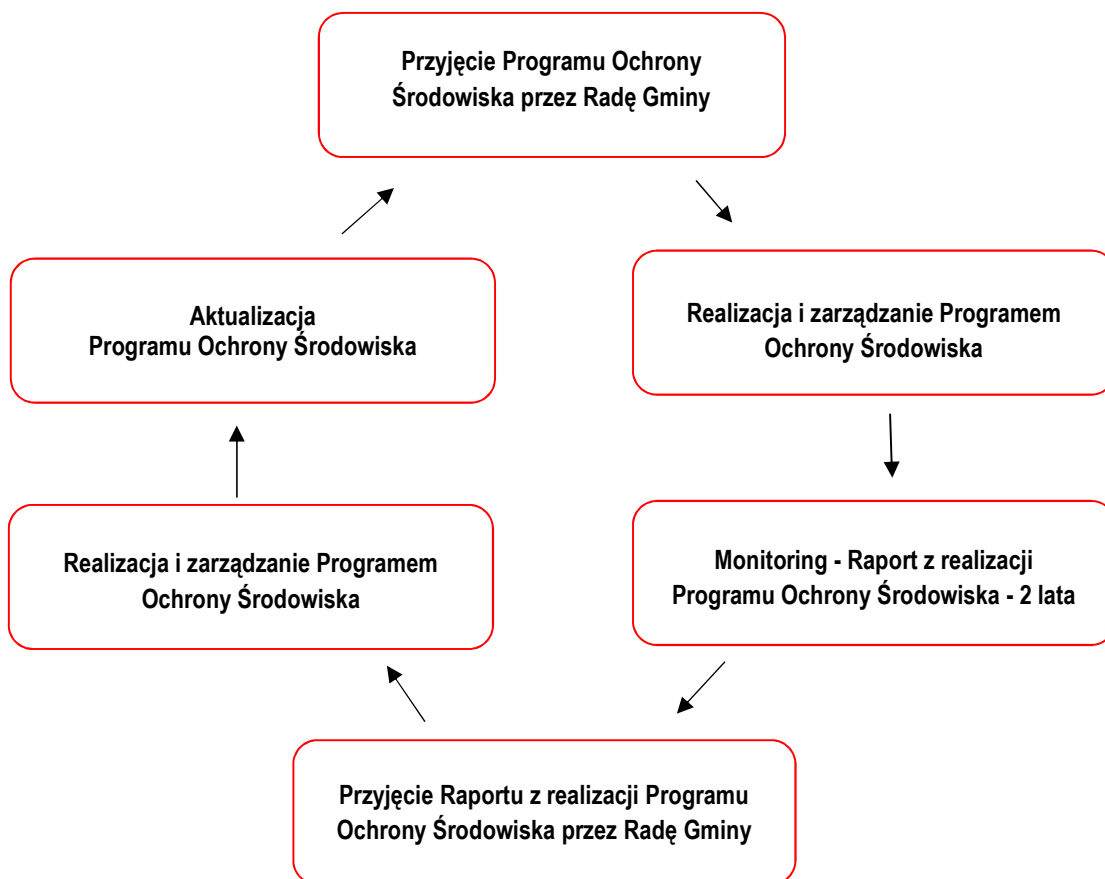 Przyjęcie Programu Ochrony
Środowiska przez Radę Gminy
Realizacja i zarządzanie Programem
Ochrony Środowiska
Monitoring - Raport z realizacji
Programu Ochrony Środowiska - 2 lata
Przyjęcie Raportu z realizacji Programu
Ochrony Środowiska przez Radę Gminy
Realizacja i zarządzanie Programem
Ochrony Środowiska
Aktualizacja
Programu Ochrony Środowiska